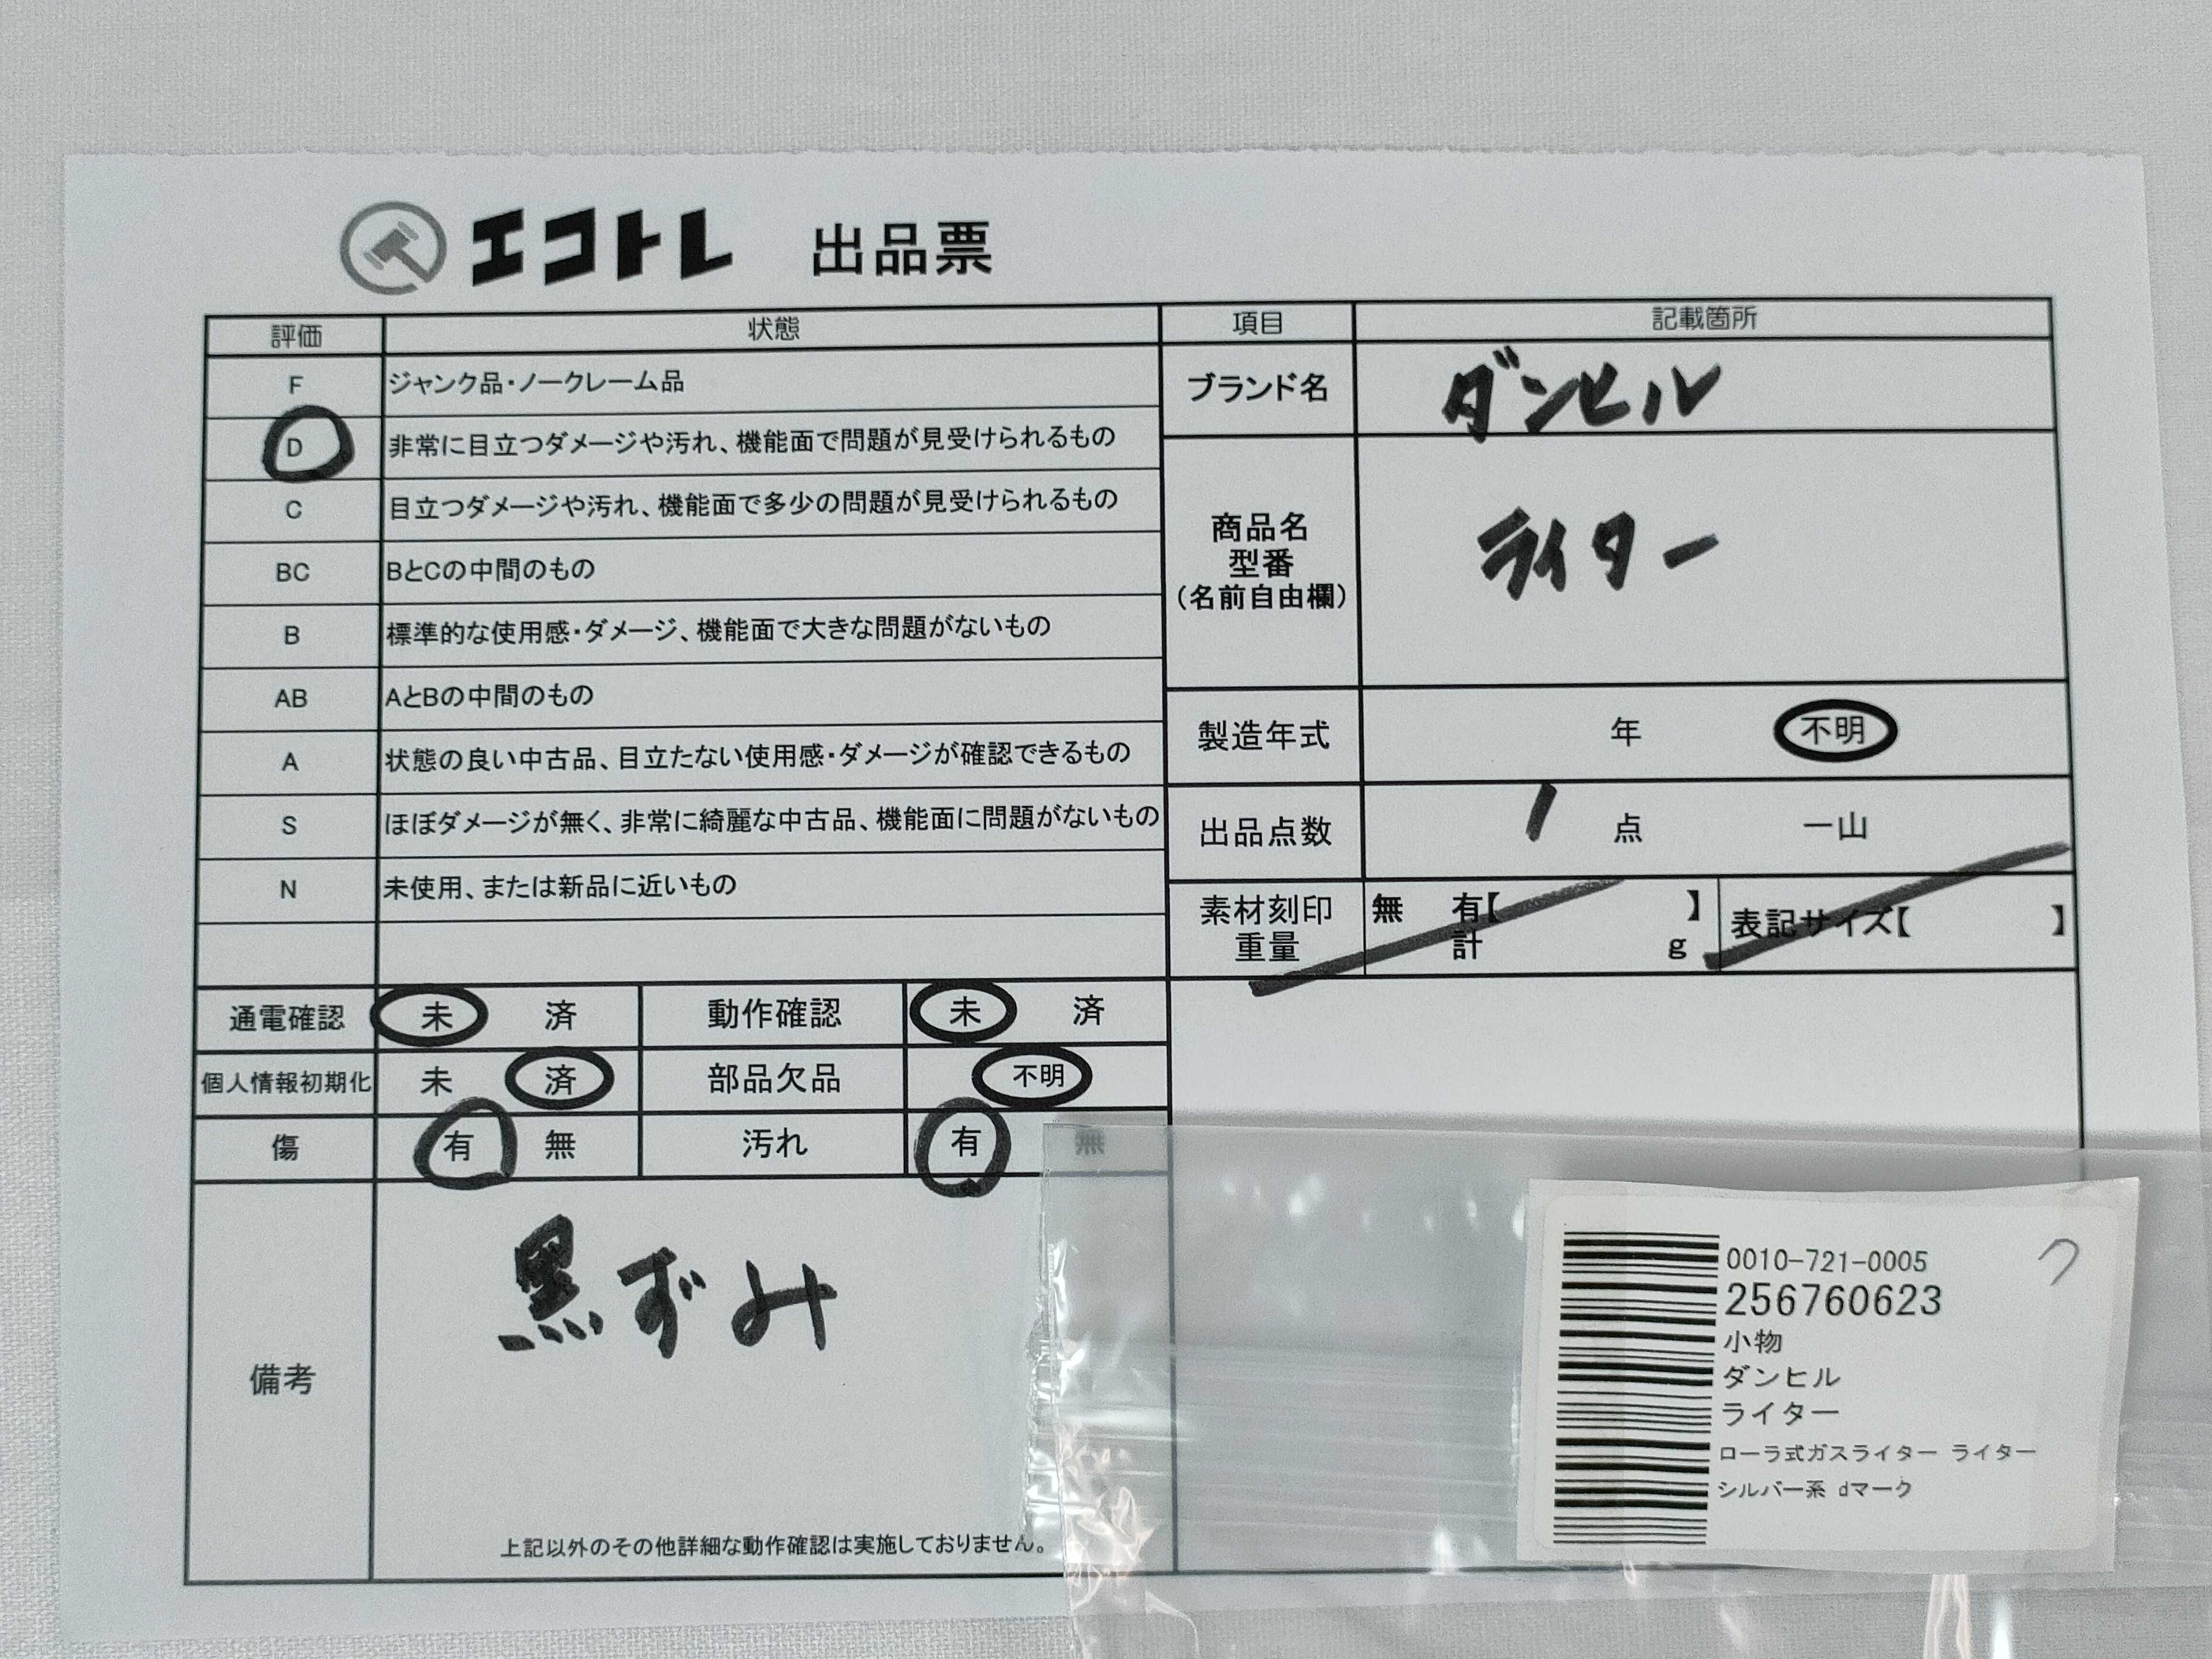 エコトレ 出品票
評価 状態
F ジャンク品・ノークレーム品
D 非常に目立つダメージや汚れ、機能面で問題が見受けられるもの
C 目立つダメージや汚れ、機能面で多少の問題が見受けられるもの
BC BとCの中間のもの
B 標準的な使用感・ダメージ、機能面で大きな問題がないもの
AB AとBの中間のもの
A 状態の良い中古品、目立たない使用感・ダメージが確認できるもの
S ほぼダメージが無く、非常に綺麗な中古品、機能面に問題がないもの
N 未使用、または新品に近いもの
項目 記載箇所
ブランド名 ダンヒル
商品名
型番
(名前自由欄)
ライター
製造年式 年 不明
出品点数 1 点 一山
素材刻印 無 有【 】 表記サイズ【 】
重量 計 g
通電確認 未 済 動作確認 未 済
個人情報初期化 未 済 部品欠品 不明
傷 有 無 汚れ 有 無
備考 黒ずみ
上記以外のその他詳細な動作確認は実施しておりません。
0010-721-0005
256760623
小物
ダンヒル
ライター
ローラ式ガスライター ライター
シルバー系 dマーク